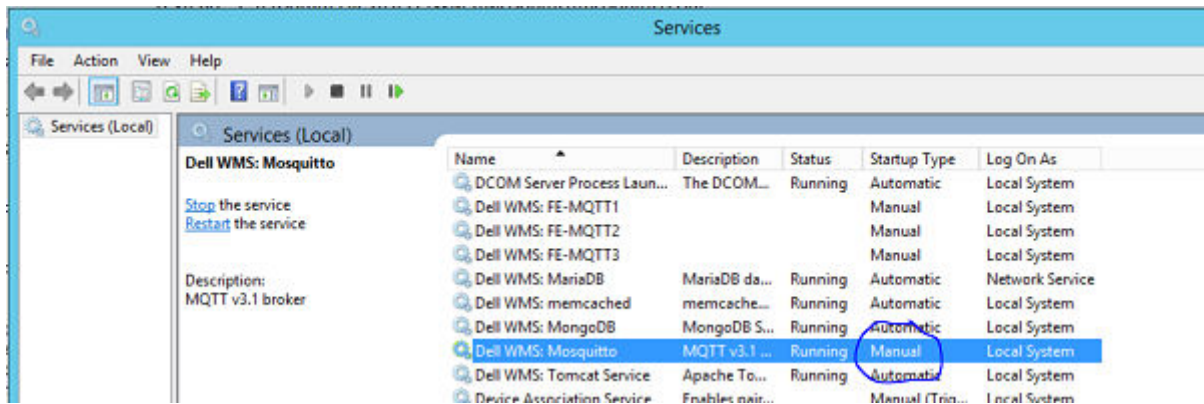 Services
File Action View Help
Services (Local)
Services (Local)
Dell WMS: Mosquitto
Stop the service
Restart the service
Description:
MQTT v3.1 broker
Name Description Status Startup Type Log On As
DCOM Server Process Laun... The DCOM... Running Automatic Local System
Dell WMS: FE-MQTT1 Manual Local System
Dell WMS: FE-MQTT2 Manual Local System
Dell WMS: FE-MQTT3 Manual Local System
Dell WMS: MariaDB MariaDB da... Running Automatic Network Service
Dell WMS: memcached memcache... Running Automatic Local System
Dell WMS: MongoDB MongoDB S... Running Automatic Local System
Dell WMS: Mosquitto MQTT v3.1 ... Running Manual Local System
Dell WMS: Tomcat Service Apache To... Running Automatic Local System
Device Association Service Enables pair... Manual (Trig... Local System